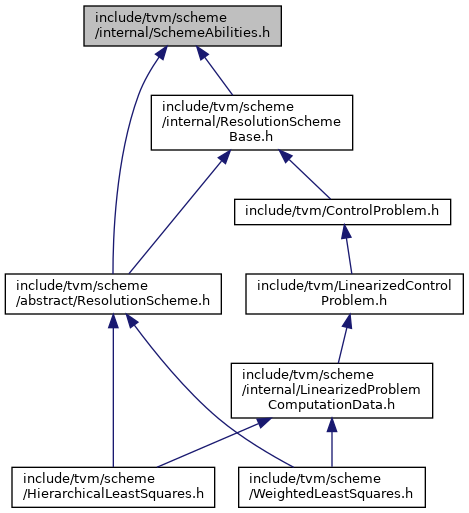 include/tvm/scheme
/internal/SchemeAbilities.h
include/tvm/scheme
/internal/ResolutionScheme
Base.h
include/tvm/ControlProblem.h
include/tvm/scheme
/abstract/ResolutionScheme.h
include/tvm/LinearizedControl
Problem.h
include/tvm/scheme
/internal/LinearizedProblem
ComputationData.h
include/tvm/scheme
/HierarchicalLeastSquares.h
include/tvm/scheme
/WeightedLeastSquares.h